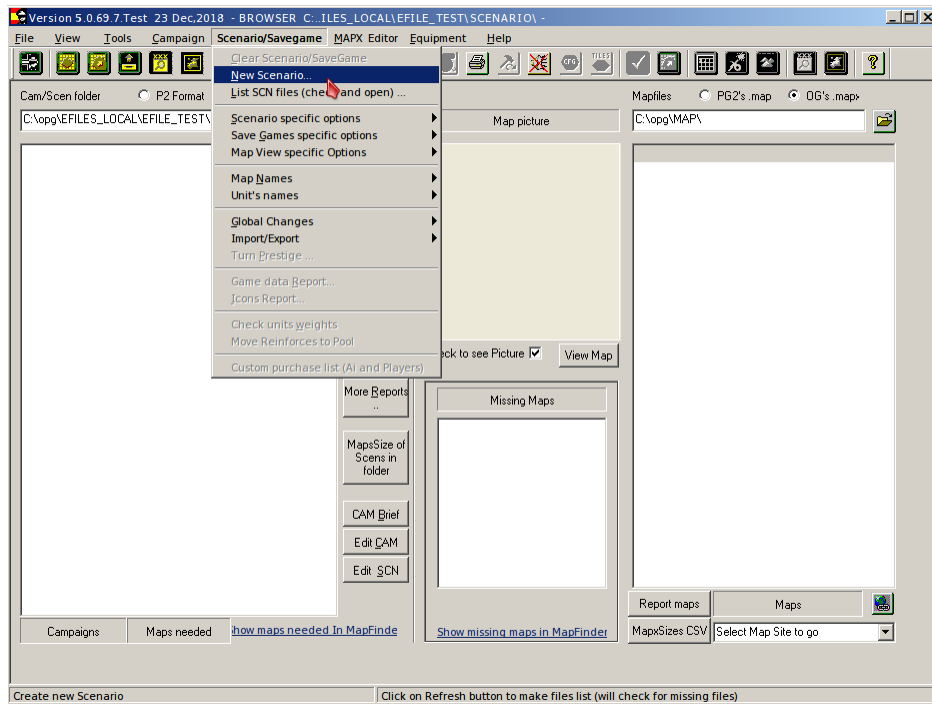 Version 5.0.69.7.Test 23 Dec,2018 - BROWSER C:..ILES_LOCAL\EFILE_TEST\SCENARIO\ -
File View Tools Campaign Scenario/Savegame MAPX Editor Equipment Help
CFG TILES
Clear Scenario/SaveGame
New Scenario...
List SCN files (check and open) ...
Scenario specific options
Save Games specific options
Map View specific Options
Map Names
Unit's names
Global Changes
Import/Export
Turn Prestige ...
Game data Report...
Icons Report...
Check units weights
Move Reinforces to Pool
Custom purchase list (Ai and Players)
Cam/Scen folder P2 Format
C:\opg\EFILES_LOCAL\EFILE_TEST\
Map picture
Mapfiles PG2's .map OG's .map
C:\opg\MAP\
to see Picture View Map
More Reports ..
Missing Maps
MapsSize of
Scens in
folder
CAM Brief
Edit CAM
Edit SCN
Report maps Maps
Campaigns Maps needed how maps needed In MapFinde
Show missing maps in MapFinder
MapxSizes CSV Select Map Site to go
Create new Scenario Click on Refresh button to make files list (will check for missing files)